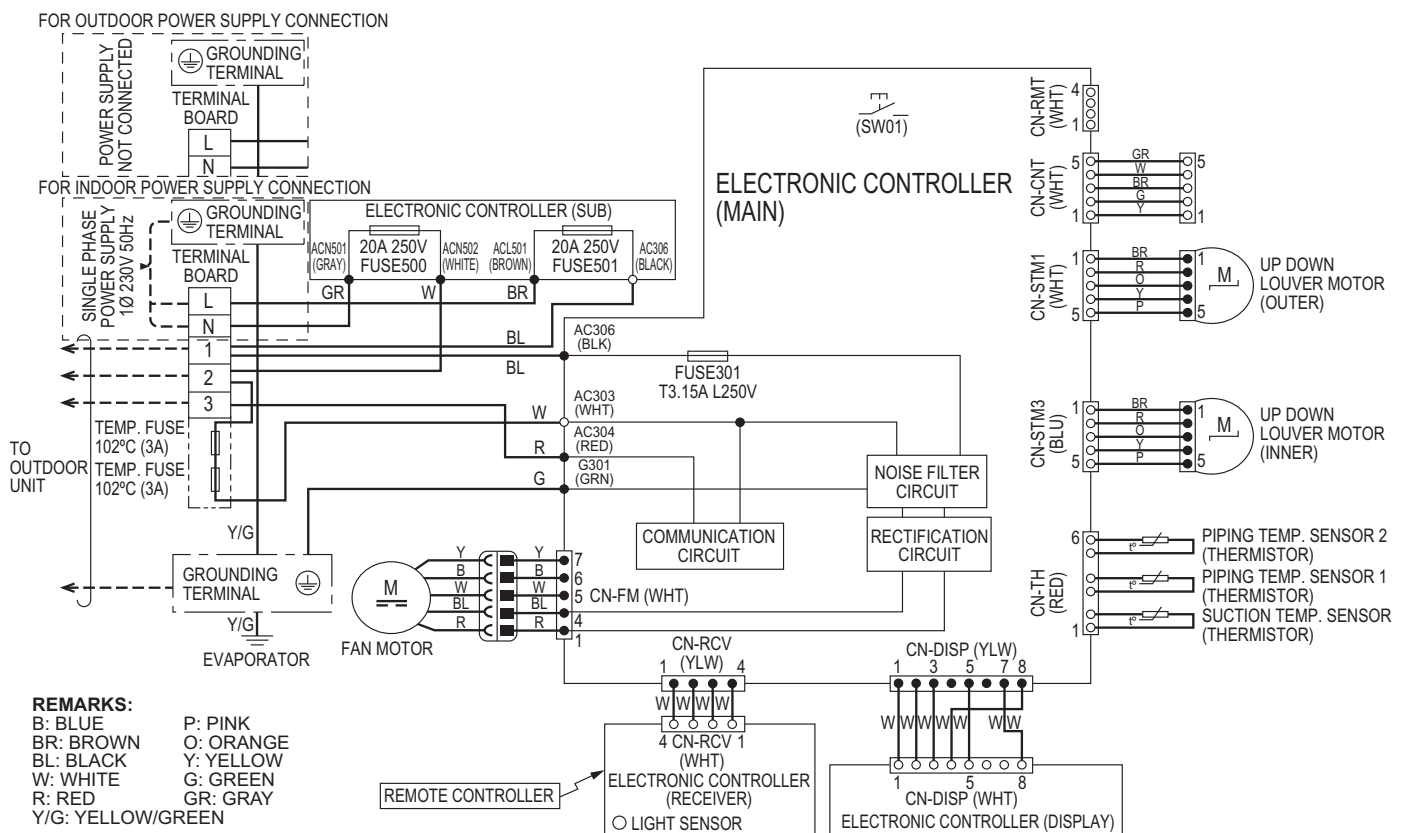 FOR OUTDOOR POWER SUPPLY CONNECTION
POWER SUPPLY
NOT CONNECTED
GROUNDING
TERMINAL
TERMINAL
BOARD
L
N
FOR INDOOR POWER SUPPLY CONNECTION
SINGLE PHASE
POWER SUPPLY
1Ø 230V 50Hz
GROUNDING
TERMINAL
TERMINAL
BOARD
L
N
1
2
3
TEMP. FUSE
102ºC (3A)
TEMP. FUSE
102ºC (3A)
TO
OUTDOOR
UNIT
Y/G
GROUNDING
TERMINAL
Y/G
EVAPORATOR
ELECTRONIC CONTROLLER (SUB)
ACN501
(GRAY)
20A 250V
FUSE500
ACN502
(WHITE)
ACL501
(BROWN)
20A 250V
FUSE501
AC306
(BLACK)
GR
W
BR
BL
BL
W
R
G
AC306
(BLK)
AC303
(WHT)
AC304
(RED)
G301
(GRN)
FUSE301
T3.15A L250V
(SW01)
ELECTRONIC CONTROLLER
(MAIN)
NOISE FILTER
CIRCUIT
COMMUNICATION
CIRCUIT
RECTIFICATION
CIRCUIT
M
FAN MOTOR
Y Y 7
B B 6
W W 5 CN-FM (WHT)
BL BL 4
R R 1
CN-RMT
(WHT)
4
1
CN-CNT
(WHT)
5 GR 5
W
BR
G
1 Y 1
CN-STM1
(WHT)
1 BR 1
R
O
Y
5 P 5
M
UP DOWN
LOUVER MOTOR
(OUTER)
CN-STM3
(BLU)
1 BR 1
R
O
Y
5 P 5
M
UP DOWN
LOUVER MOTOR
(INNER)
CN-TH
(RED)
6
1
tº
PIPING TEMP. SENSOR 2
(THERMISTOR)
tº
PIPING TEMP. SENSOR 1
(THERMISTOR)
tº
SUCTION TEMP. SENSOR
(THERMISTOR)
CN-RCV
(YLW)
1 4
W W W W
4 CN-RCV 1
(WHT)
ELECTRONIC CONTROLLER
(RECEIVER)
LIGHT SENSOR
REMOTE CONTROLLER
CN-DISP (YLW)
1 3 5 7 8
W W W W W W W
1 5 8
CN-DISP (WHT)
ELECTRONIC CONTROLLER (DISPLAY)
REMARKS:
B: BLUE P: PINK
BR: BROWN O: ORANGE
BL: BLACK Y: YELLOW
W: WHITE G: GREEN
R: RED GR: GRAY
Y/G: YELLOW/GREEN